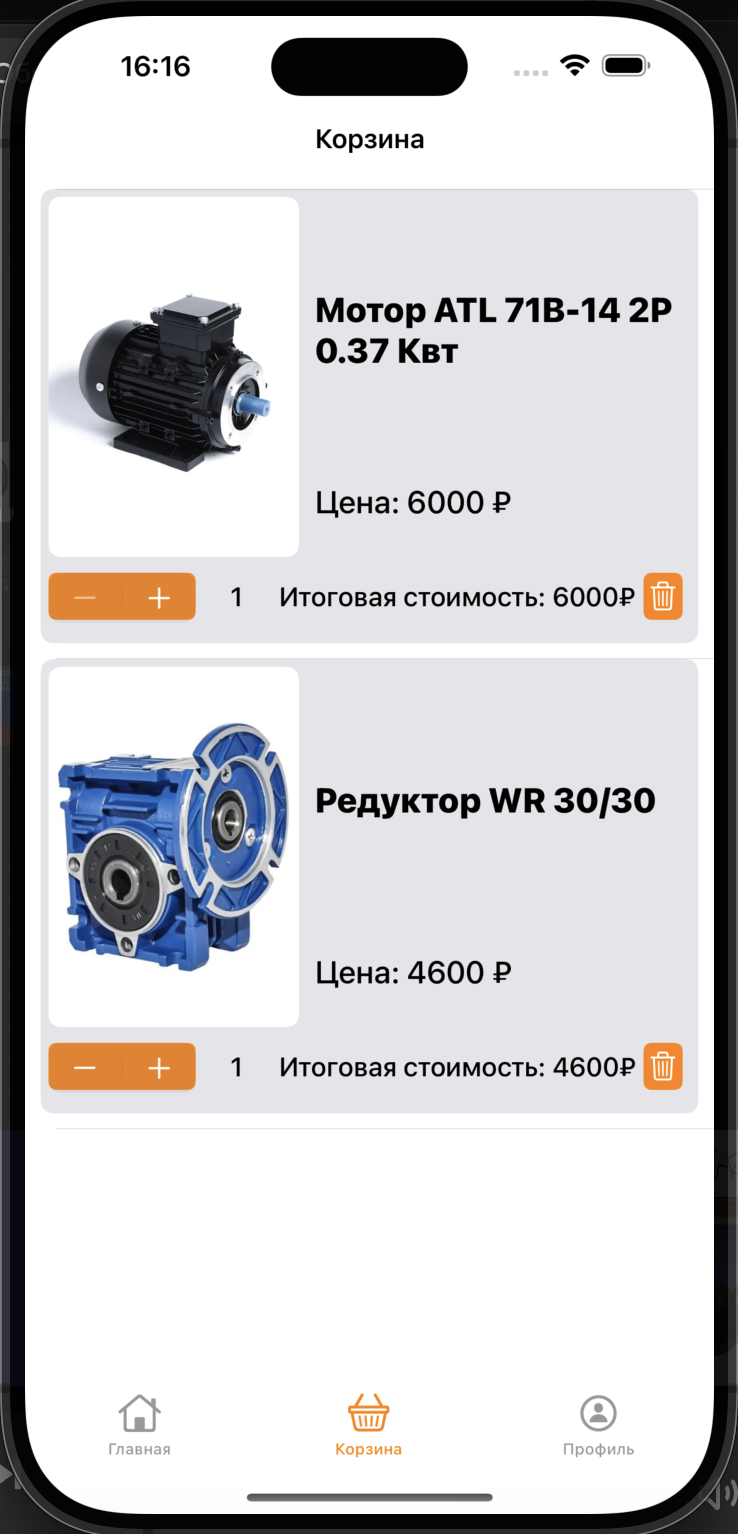 16:16
Корзина
Мотор ATL 71B-14 2P
0.37 Квт
Цена: 6000 ₽
1 Итоговая стоимость: 6000₽
Редуктор WR 30/30
Цена: 4600 ₽
1 Итоговая стоимость: 4600₽
Главная Корзина Профиль